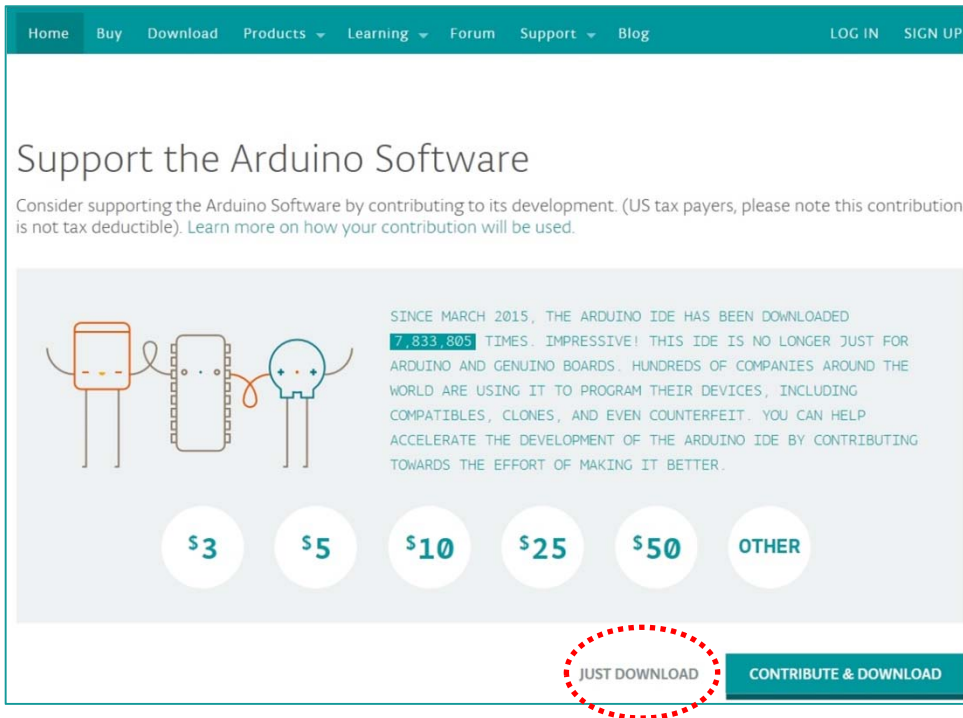 Home Buy Download Products Learning Forum Support Blog LOG IN SIGN UP
Support the Arduino Software
Consider supporting the Arduino Software by contributing to its development. (US tax payers, please note this contribution
is not tax deductible). Learn more on how your contribution will be used.
SINCE MARCH 2015, THE ARDUINO IDE HAS BEEN DOWNLOADED
7,833,805 TIMES. IMPRESSIVE! THIS IDE IS NO LONGER JUST FOR
ARDUINO AND GENUINO BOARDS. HUNDREDS OF COMPANIES AROUND THE
WORLD ARE USING IT TO PROGRAM THEIR DEVICES, INCLUDING
COMPATIBLES, CLONES, AND EVEN COUNTERFEIT. YOU CAN HELP
ACCELERATE THE DEVELOPMENT OF THE ARDUINO IDE BY CONTRIBUTING
TOWARDS THE EFFORT OF MAKING IT BETTER.
$3 $5 $10 $25 $50 OTHER
JUST DOWNLOAD CONTRIBUTE & DOWNLOAD